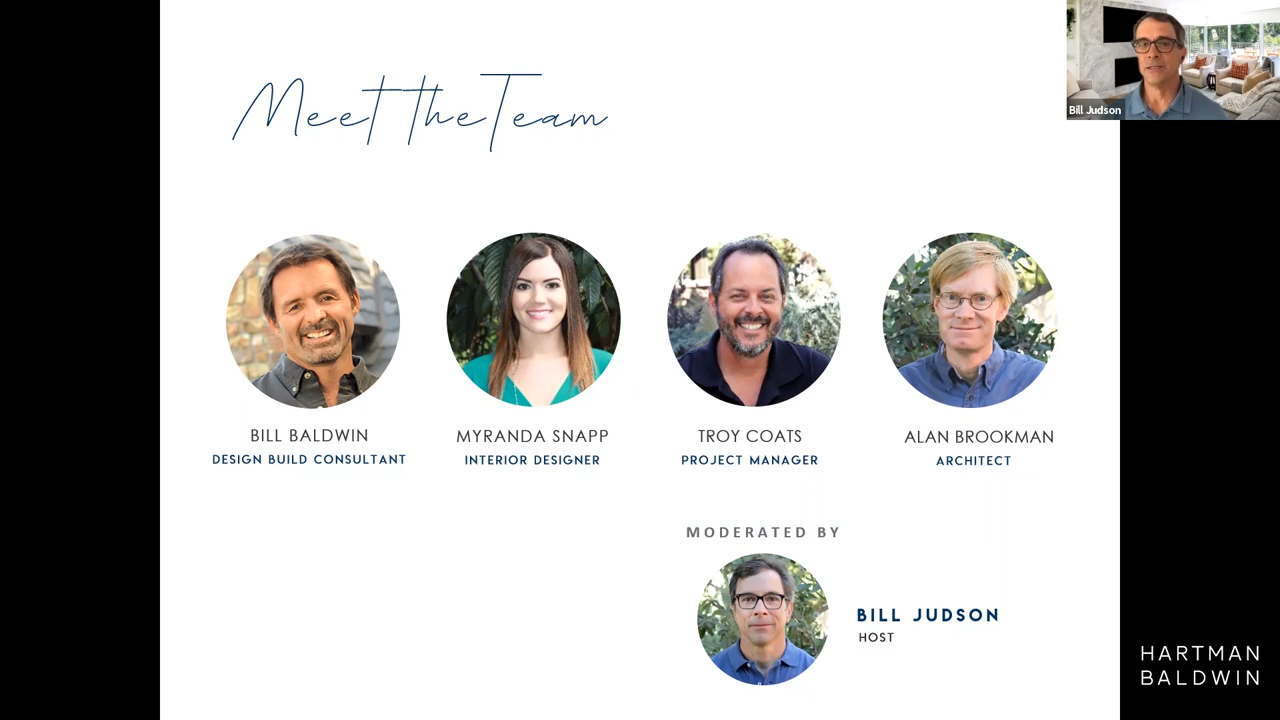 Meet the Team
Bill Judson
BILL BALDWIN
DESIGN BUILD CONSULTANT
MYRANDA SNAPP
INTERIOR DESIGNER
TROY COATS
PROJECT MANAGER
ALAN BROOKMAN
ARCHITECT
MODERATED BY
BILL JUDSON
HOST
HARTMAN
BALDWIN